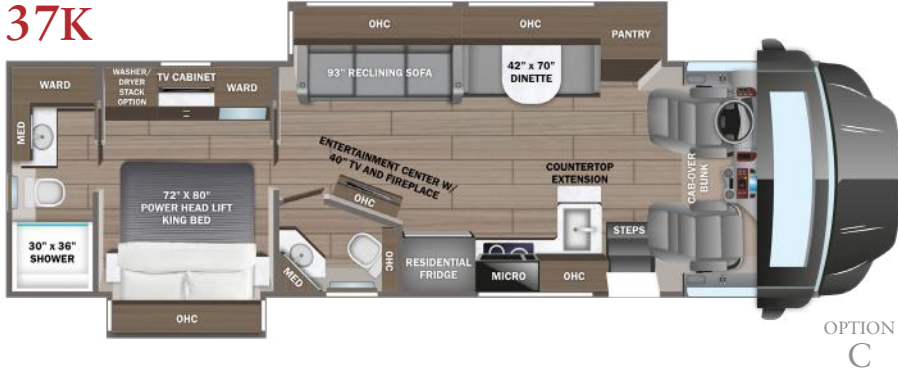 37K
OHC
OHC
PANTRY
WARD
WASHER/
DRYER
STACK
OPTION
TV CABINET
WARD
93" RECLINING SOFA
42" x 70"
DINETTE
MED
ENTERTAINMENT CENTER W/
40" TV AND FIREPLACE
OHC
COUNTERTOP
EXTENSION
CAB-OVER
BUNK
72" X 80"
POWER HEAD LIFT
KING BED
30" x 36"
SHOWER
MED
OHC
RESIDENTIAL
FRIDGE
MICRO
OHC
STEPS
OHC
OPTION
C